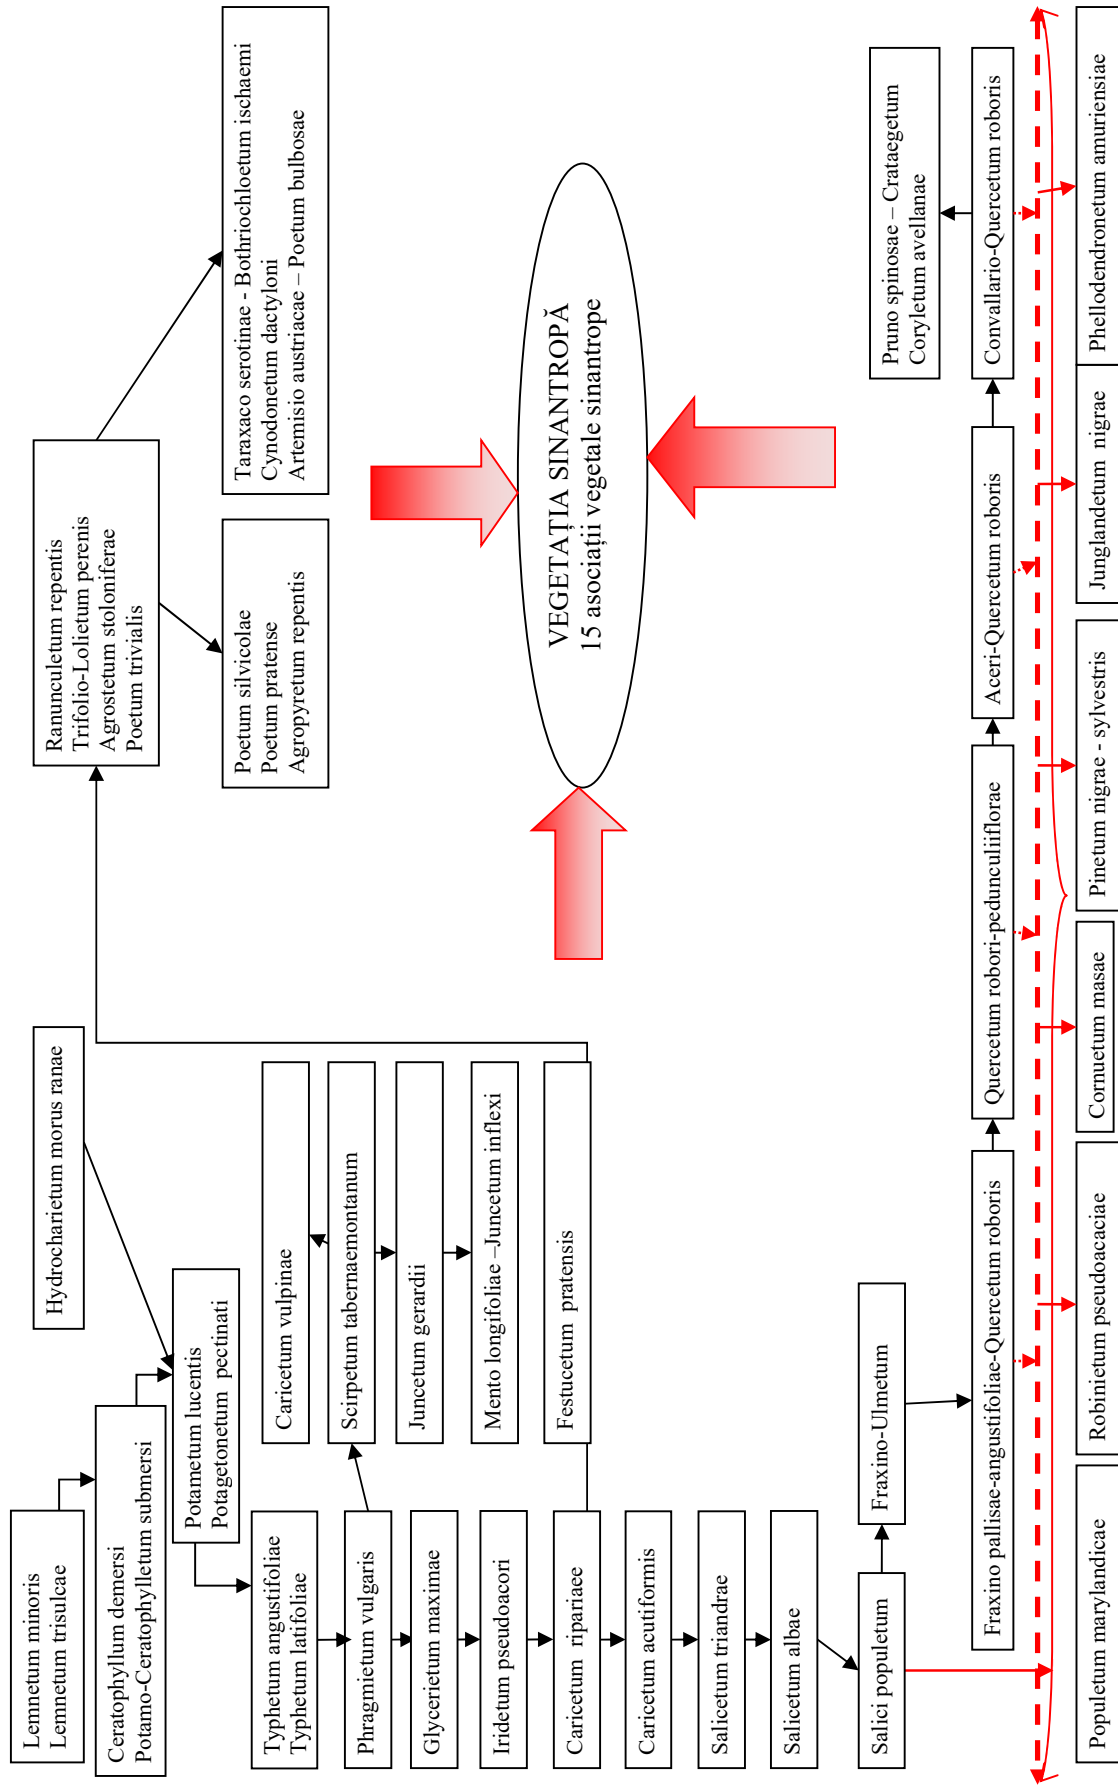 Lemnetum minoris
Lemnetum trisulcae
Ceratophyllum demersi
Potamo-Ceratophylletum submersi
Hydrocharietum morus ranae
Potametum lucentis
Potagetonetum pectinati
Typhetum angustifoliae
Typhetum latifoliae
Phragmietum vulgaris
Glycerietum maximae
Iridetum pseudoacori
Caricetum ripariaee
Caricetum acutiformis
Salicetum triandrae
Salicetum albae
Salici populetum
Caricetum vulpinae
Scirpetum tabernaemontanum
Juncetum gerardii
Mento longifoliae –Juncetum inflexi
Festucetum pratensis
Ranunculetum repentis
Trifolio-Lolietum perenis
Agrostetum stoloniferae
Poetum trivialis
Poetum silvicolae
Poetum pratense
Agropyretum repentis
Taraxaco serotinae - Bothriochloetum ischaemi
Cynodonetum dactyloni
Artemisio austriacae – Poetum bulbosae
VEGETAȚIA SINANTROPĂ
15 asociații vegetale sinantrope
Fraxino-Ulmetum
Fraxino pallisae-angustifoliae-Quercetum roboris
Quercetum robori-pedunculiiflorae
Aceri-Quercetum roboris
Convallario-Quercetum roboris
Pruno spinosae – Crataegetum
Coryletum avellanae
Populetum marylandicae
Robinietum pseudoacaciae
Cornuetum masae
Pinetum nigrae - sylvestris
Junglandetum nigrae
Phellodendronetum amuriensiae